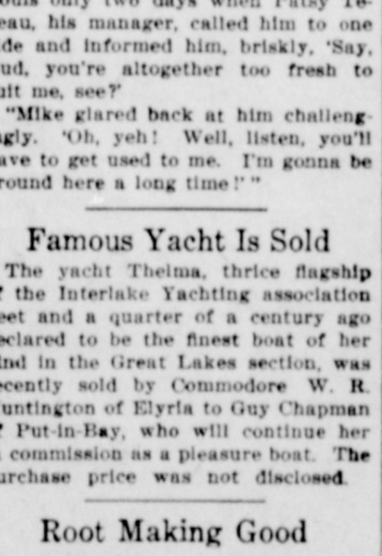 only two days when Patsy Te-
eau, his manager, called him to one
de and informed him, briskly, 'Say,
ud, you're altogether too fresh to
uit me, see?'
"Mike glared back at him challeng-
gly. 'Oh, yeh! Well, listen, you'll
ave to get used to me. I'm gonna be
round here a long time!'"
Famous Yacht Is Sold
The yacht Thelma, thrice flagship
f the Interlake Yachting association
eet and a quarter of a century ago
eclared to be the finest boat of her
ind in the Great Lakes section, was
ecently sold by Commodore W. R.
untington of Elyria to Guy Chapman
f Put-in-Bay, who will continue her
commission as a pleasure boat. The
urchase price was not disclosed.
Root Making Good